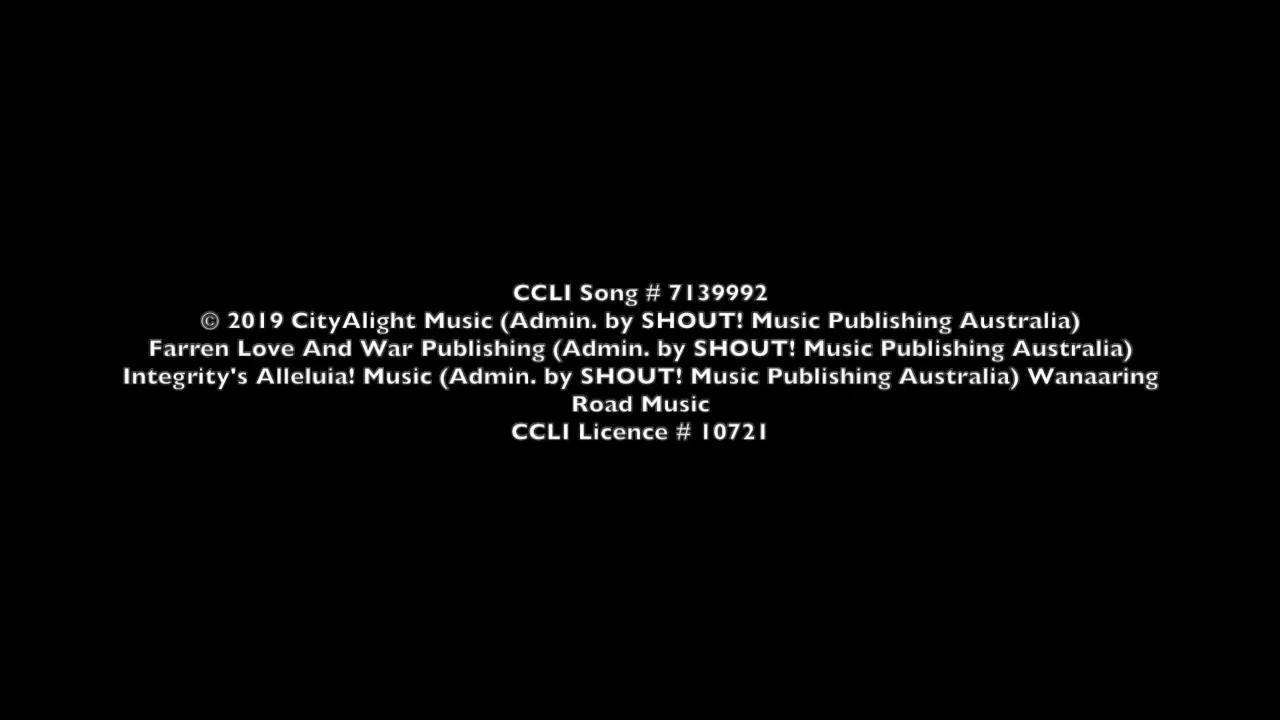 CCLI Song # 7139992
© 2019 CityAlight Music (Admin. by SHOUT! Music Publishing Australia)
Farren Love And War Publishing (Admin. by SHOUT! Music Publishing Australia)
Integrity's Alleluia! Music (Admin. by SHOUT! Music Publishing Australia) Wanaaring
Road Music
CCLI Licence # 10721